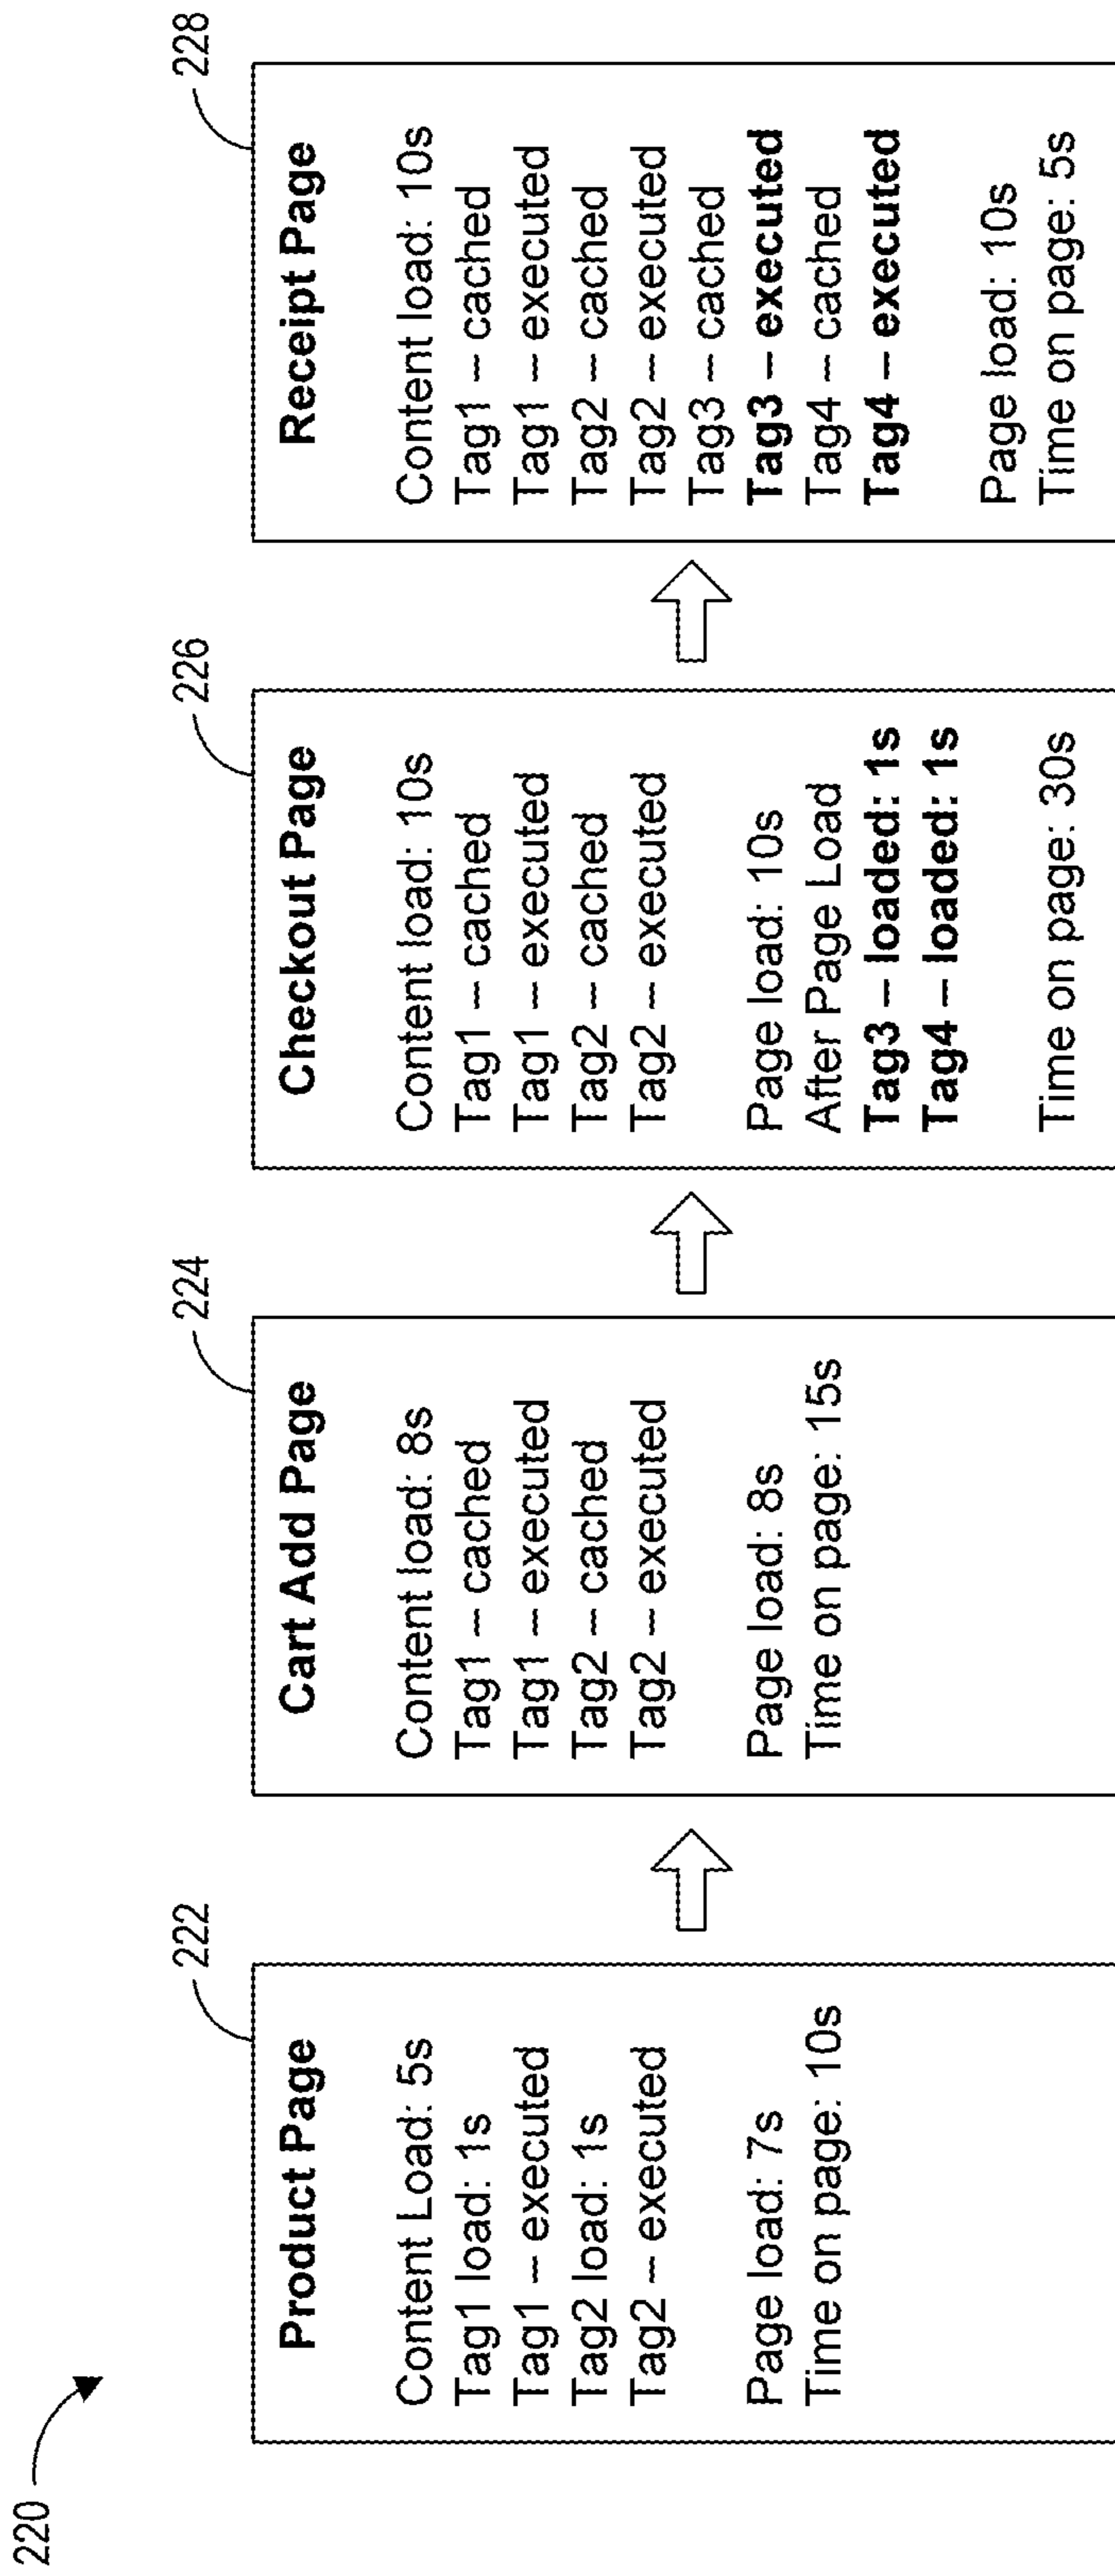 220
222
Product Page
Content Load: 5s
Tag1 load: 1s
Tag1 – executed
Tag2 load: 1s
Tag2 – executed
Page load: 7s
Time on page: 10s
224
Cart Add Page
Content load: 8s
Tag1 – cached
Tag1 – executed
Tag2 – cached
Tag2 – executed
Page load: 8s
Time on page: 15s
226
Checkout Page
Content load: 10s
Tag1 – cached
Tag1 – executed
Tag2 – cached
Tag2 – executed
Page load: 10s
After Page Load
Tag3 – loaded: 1s
Tag4 – loaded: 1s
Time on page: 30s
228
Receipt Page
Content load: 10s
Tag1 – cached
Tag1 – executed
Tag2 – cached
Tag2 – executed
Tag3 – cached
Tag3 – executed
Tag4 – cached
Tag4 – executed
Page load: 10s
Time on page: 5s